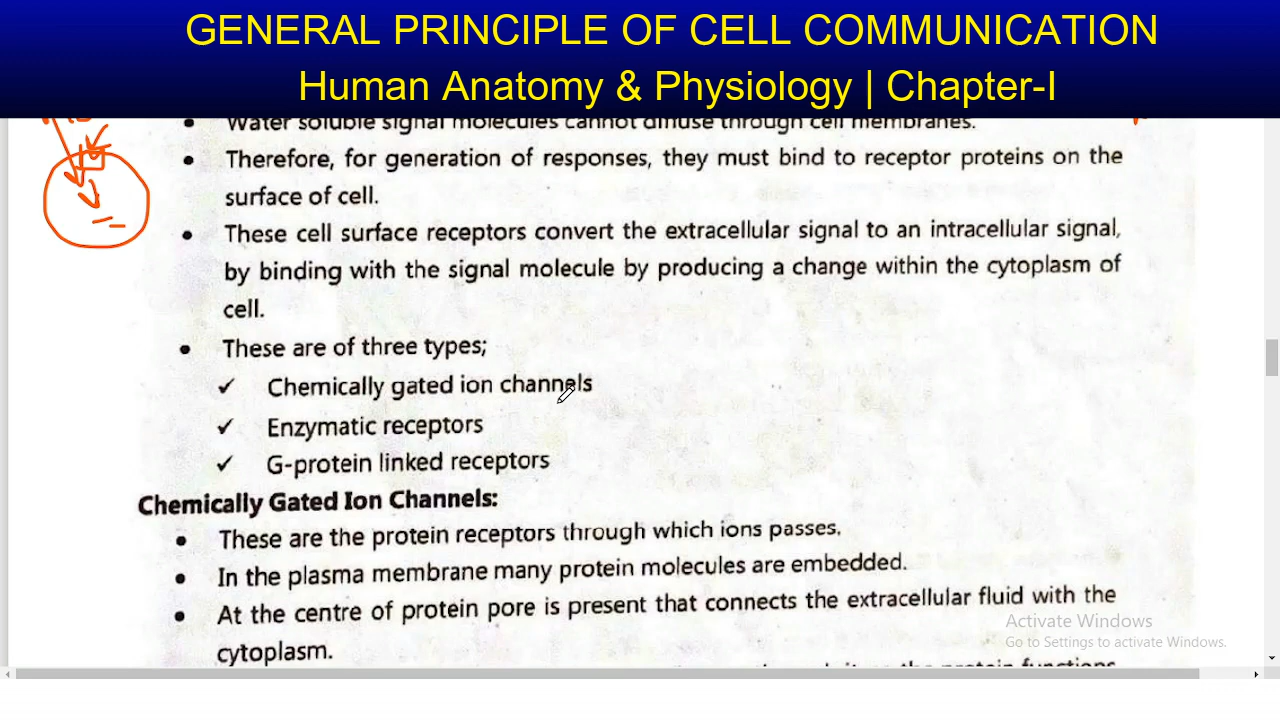 GENERAL PRINCIPLE OF CELL COMMUNICATION
Human Anatomy & Physiology | Chapter-I
Water soluble signal molecules cannot diffuse through cell membranes.
• Therefore, for generation of responses, they must bind to receptor proteins on the
surface of cell.
• These cell surface receptors convert the extracellular signal to an intracellular signal,
by binding with the signal molecule by producing a change within the cytoplasm of
cell.
• These are of three types;
✓ Chemically gated ion channels
✓ Enzymatic receptors
✓ G-protein linked receptors
Chemically Gated Ion Channels:
• These are the protein receptors through which ions passes.
• In the plasma membrane many protein molecules are embedded.
• At the centre of protein pore is present that connects the extracellular fluid with the
cytoplasm.
Activate Windows
Go to Settings to activate Windows.
the protein functions